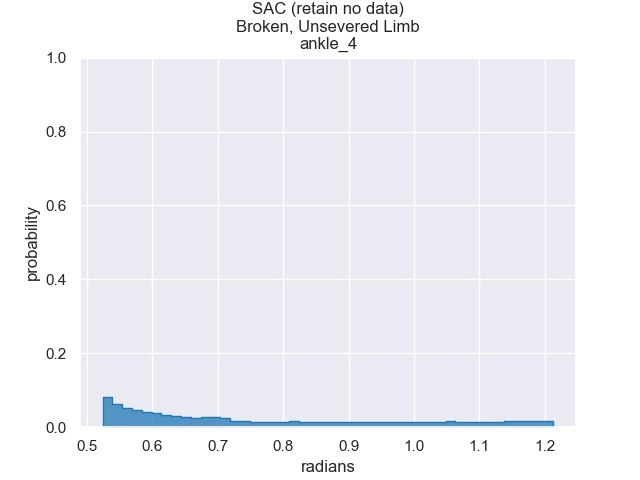 SAC (retain no data)
Broken, Unsevered Limb
ankle_4
1.0
0.8
0.6
0.4
0.2
0.0
probability
0.5 0.6 0.7 0.8 0.9 1.0 1.1 1.2
radians